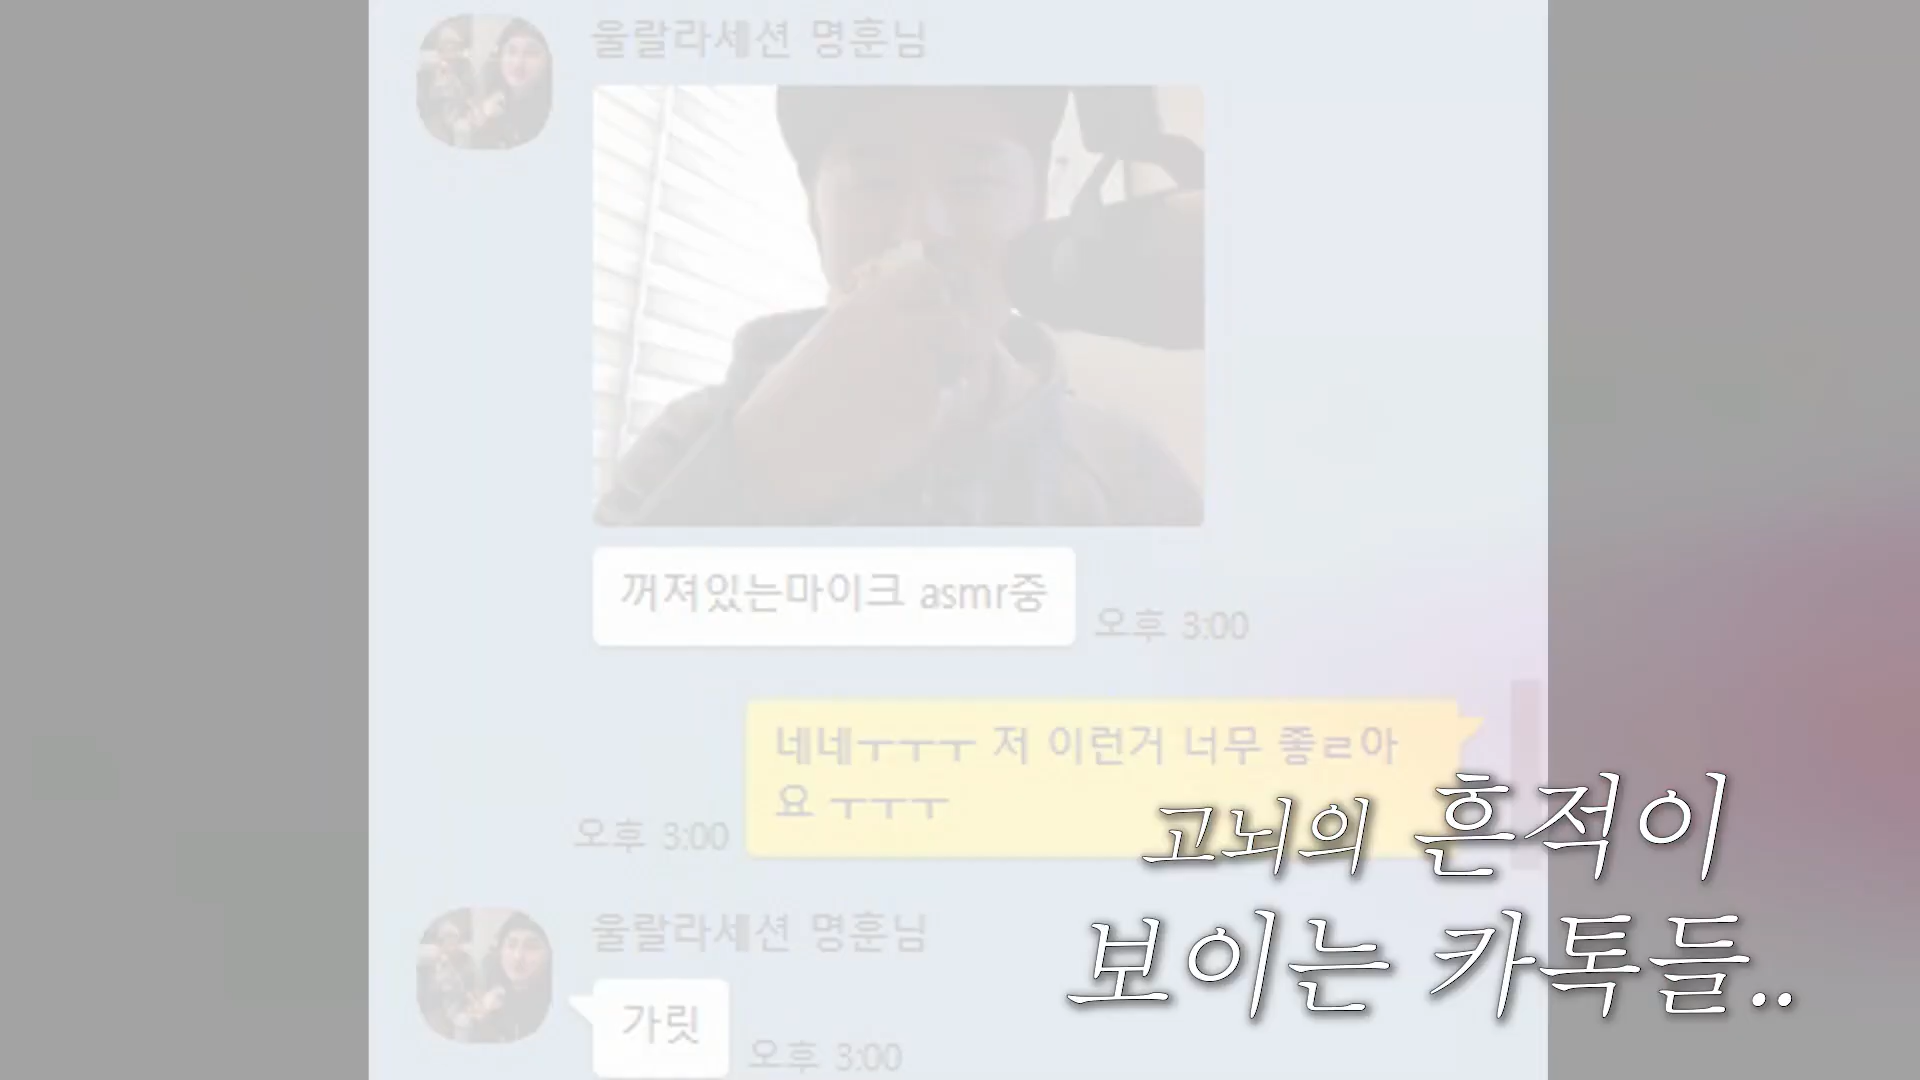 울랄라세션 명훈님
꺼져있는마이크 asmr중
오후 3:00
네네ㅜㅜㅜ 저 이런거 너무 좋ㄹ아
요 ㅜㅜㅜ
오후 3:00
울랄라세션 명훈님
가릿
오후 3:00
고뇌의 흔적이
보이는 카톡들..